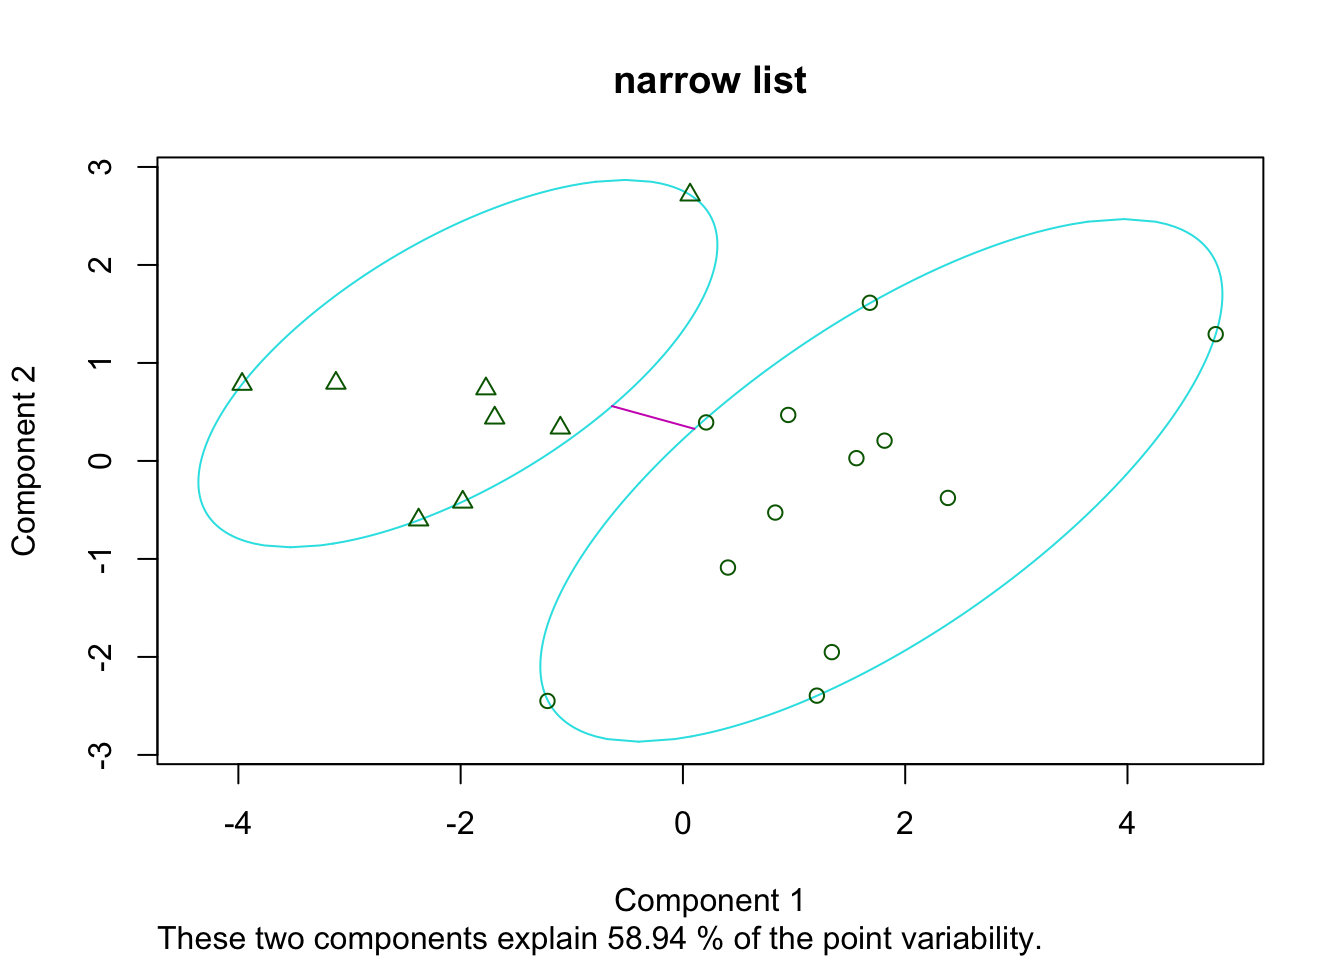 narrow list
3
2
1
0
-1
-2
-3
Component 2
-4 -2 0 2 4
Component 1
These two components explain 58.94 % of the point variability.